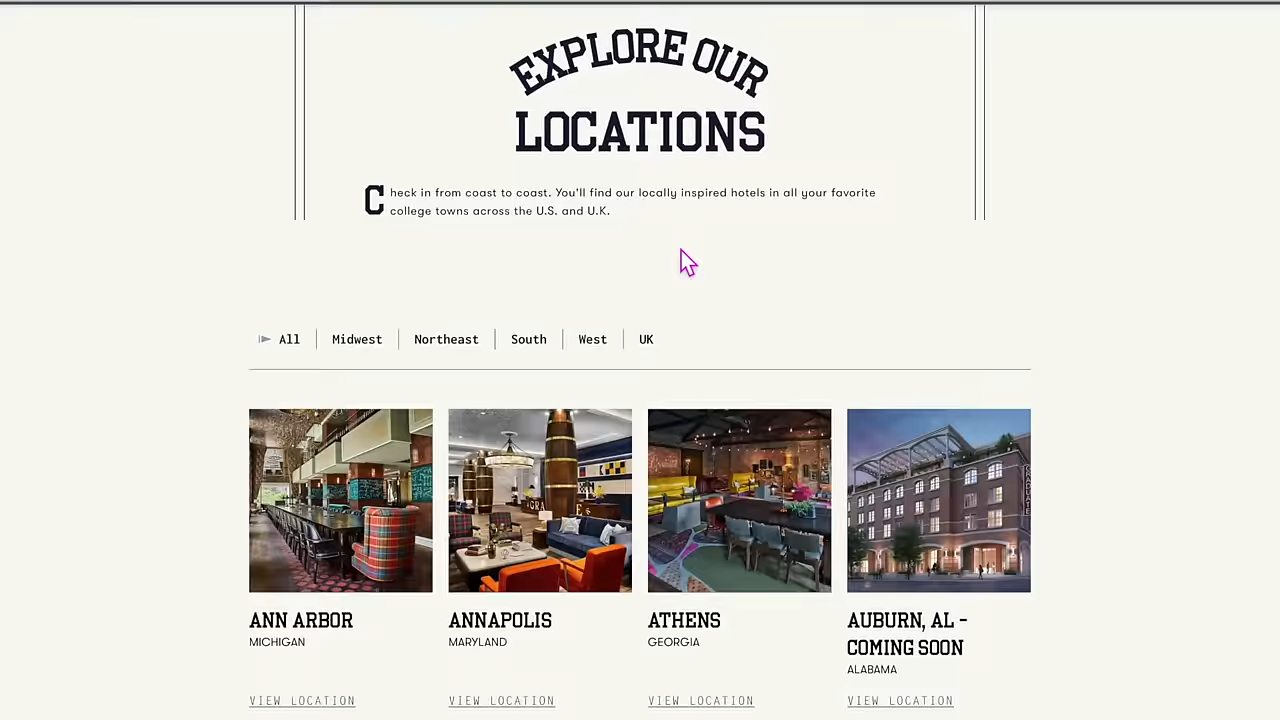 EXPLORE OUR
LOCATIONS
Check in from coast to coast. You'll find our locally inspired hotels in all your favorite
college towns across the U.S. and U.K.
All Midwest Northeast South West UK
ANN ARBOR
MICHIGAN
VIEW LOCATION
ANNAPOLIS
MARYLAND
VIEW LOCATION
ATHENS
GEORGIA
VIEW LOCATION
GRADUATE
AUBURN, AL -
COMING SOON
ALABAMA
VIEW LOCATION